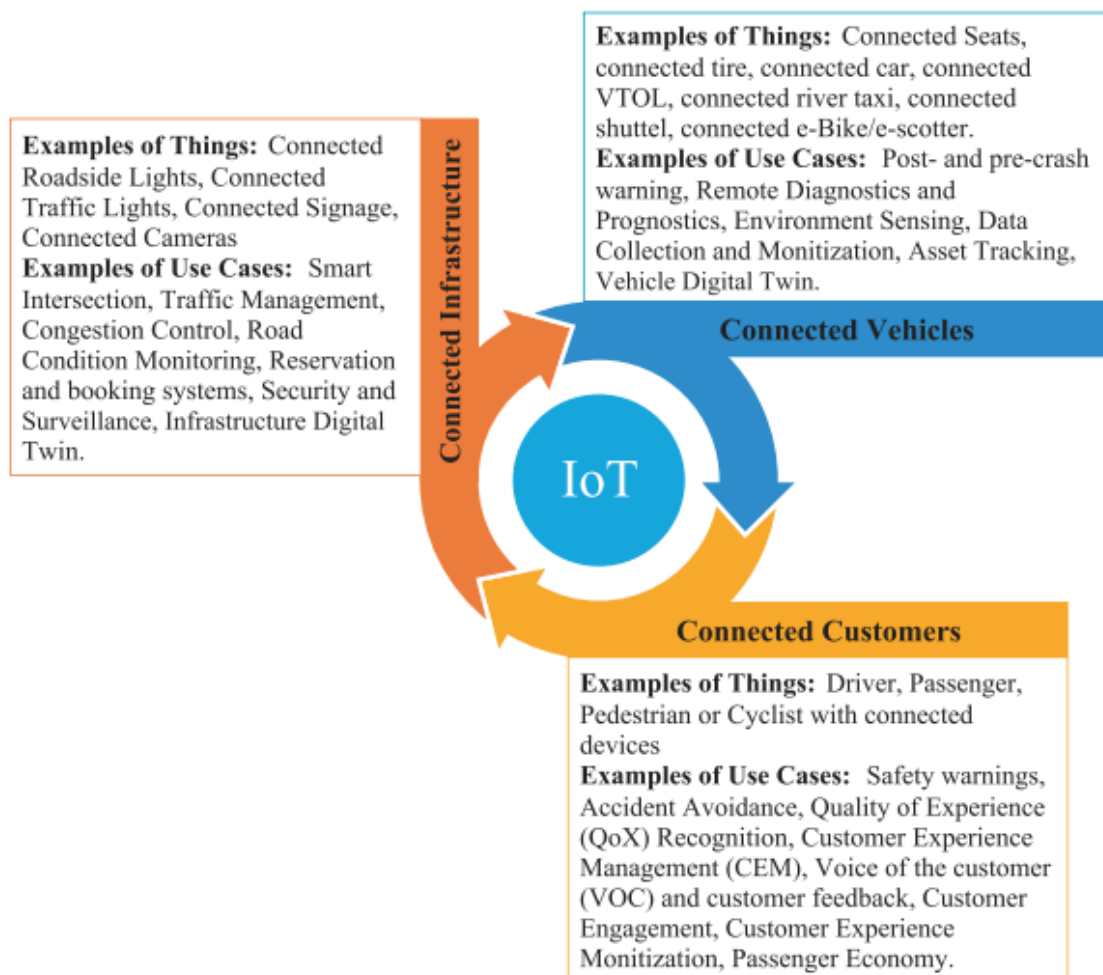 Examples of Things: Connected
Roadside Lights, Connected
Traffic Lights, Connected Signage,
Connected Cameras
Examples of Use Cases: Smart
Intersection, Traffic Management,
Congestion Control, Road
Condition Monitoring, Reservation
and booking systems, Security and
Surveillance, Infrastructure Digital
Twin.
Connected Infrastructure
Examples of Things: Connected Seats,
connected tire, connected car, connected
VTOL, connected river taxi, connected
shuttel, connected e-Bike/e-scotter.
Examples of Use Cases: Post- and pre-crash
warning, Remote Diagnostics and
Prognostics, Environment Sensing, Data
Collection and Monitization, Asset Tracking,
Vehicle Digital Twin.
Connected Vehicles
IoT
Connected Customers
Examples of Things: Driver, Passenger,
Pedestrian or Cyclist with connected
devices
Examples of Use Cases: Safety warnings,
Accident Avoidance, Quality of Experience
(QoX) Recognition, Customer Experience
Management (CEM), Voice of the customer
(VOC) and customer feedback, Customer
Engagement, Customer Experience
Monitization, Passenger Economy.